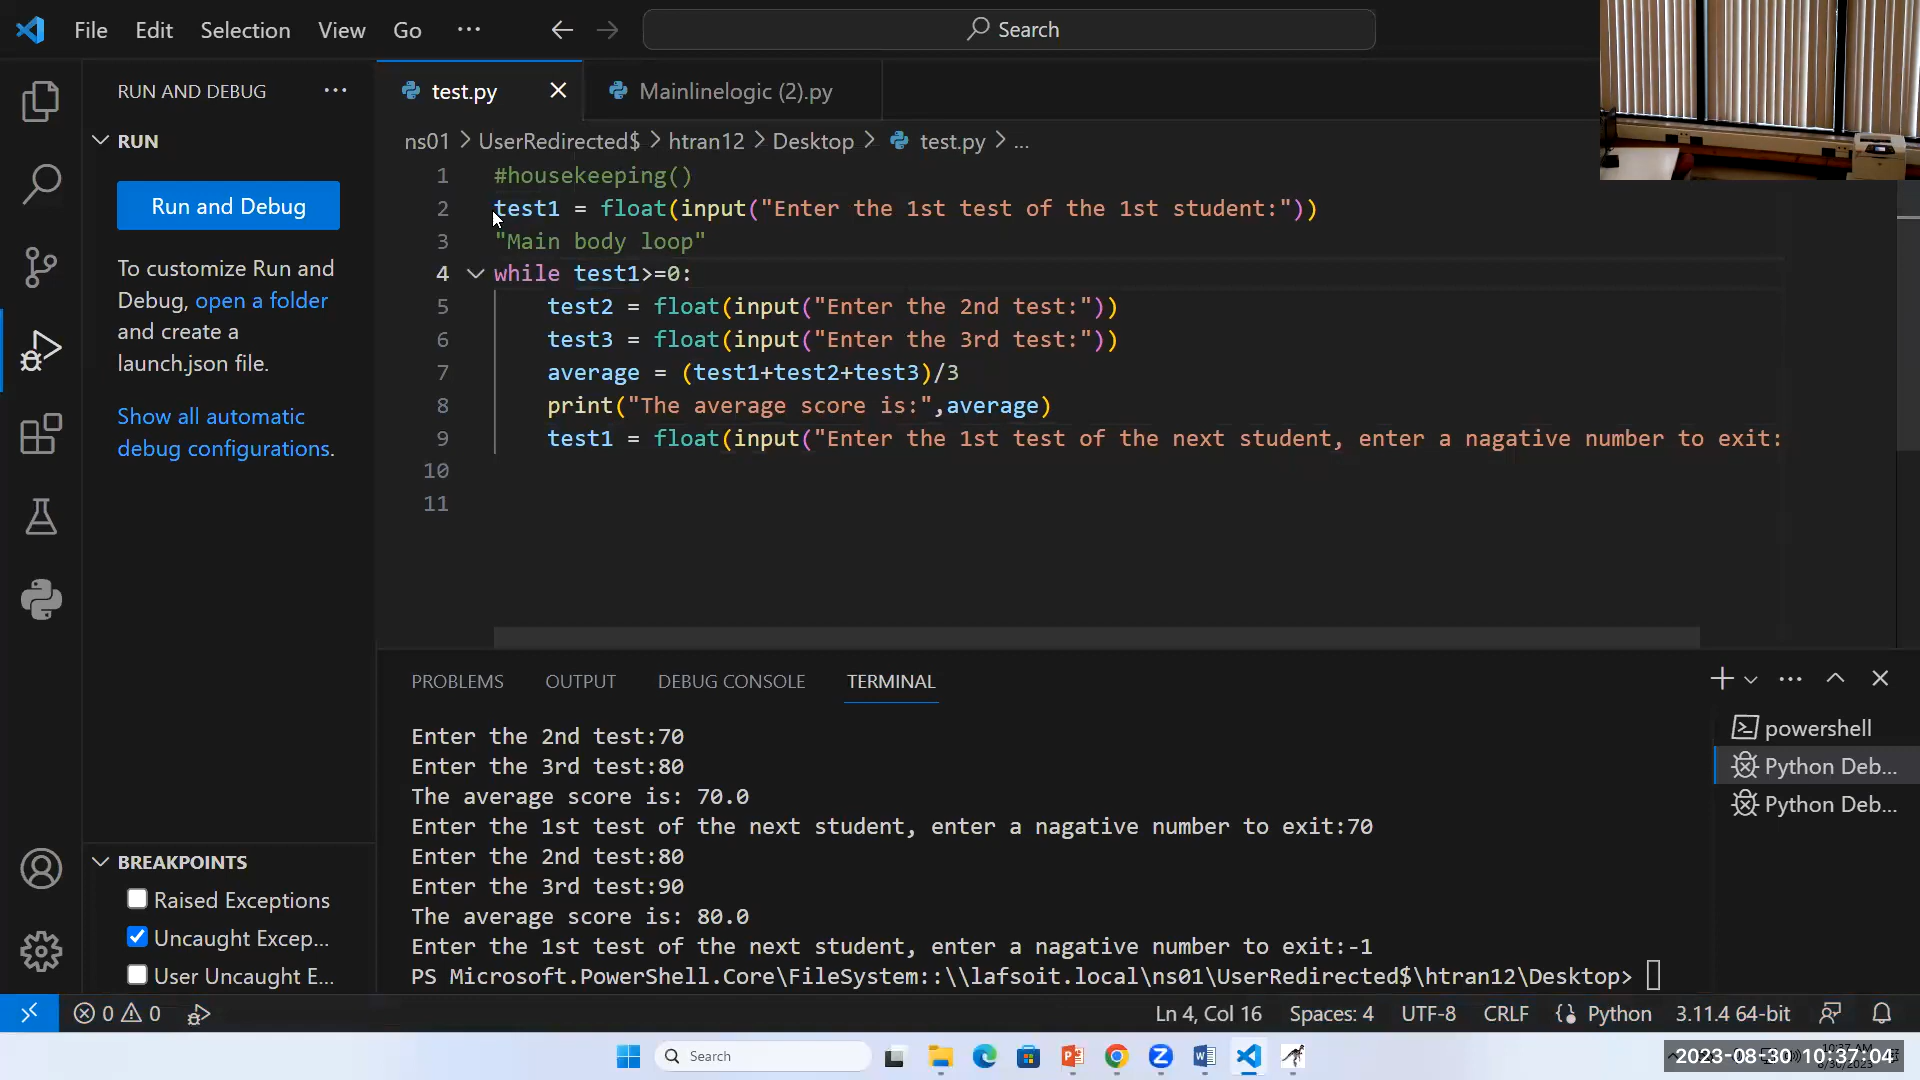 File Edit Selection View Go ... Search
RUN AND DEBUG ...
test.py
Mainlinelogic (2).py
RUN
ns01 > UserRedirected$ > htran12 > Desktop > test.py > ...
Run and Debug
To customize Run and
Debug, open a folder
and create a
launch.json file.
Show all automatic
debug configurations.
1 #housekeeping()
2 test1 = float(input("Enter the 1st test of the 1st student:"))
3 "Main body loop"
4 while test1>=0:
5 test2 = float(input("Enter the 2nd test:"))
6 test3 = float(input("Enter the 3rd test:"))
7 average = (test1+test2+test3)/3
8 print("The average score is:",average)
9 test1 = float(input("Enter the 1st test of the next student, enter a nagative number to exit:
10
11
PROBLEMS OUTPUT DEBUG CONSOLE TERMINAL
Enter the 2nd test:70
Enter the 3rd test:80
The average score is: 70.0
Enter the 1st test of the next student, enter a nagative number to exit:70
Enter the 2nd test:80
Enter the 3rd test:90
The average score is: 80.0
Enter the 1st test of the next student, enter a nagative number to exit:-1
PS Microsoft.PowerShell.Core\FileSystem::\\lafsoit.local\ns01\UserRedirected$\htran12\Desktop>
powershell
Python Deb...
Python Deb...
BREAKPOINTS
Raised Exceptions
Uncaught Excep...
User Uncaught E...
0 0
Ln 4, Col 16 Spaces: 4 UTF-8 CRLF Python 3.11.4 64-bit
Search
2023-08-30 10:37:04